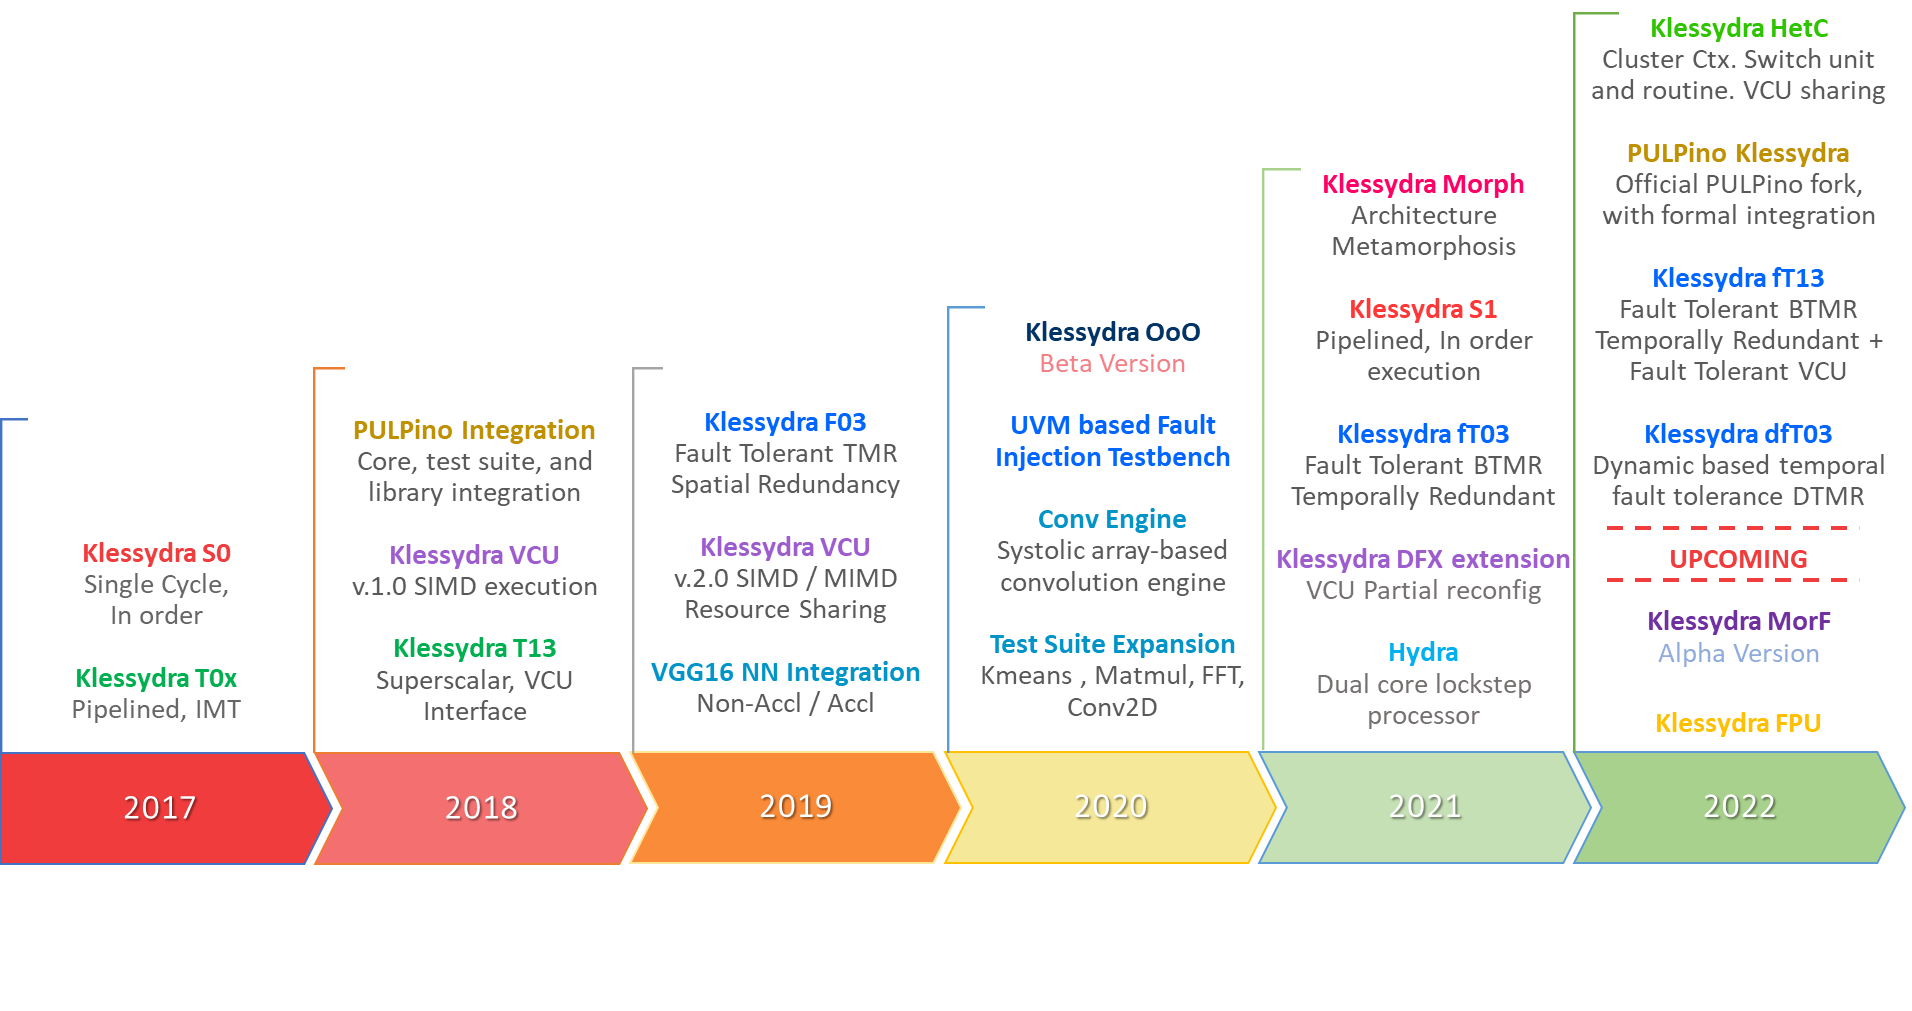 Klessydra S0
Single Cycle,
In order
Klessydra T0x
Pipelined, IMT
2017
PULPino Integration
Core, test suite, and
library integration
Klessydra VCU
v.1.0 SIMD execution
Klessydra T13
Superscalar, VCU
Interface
2018
Klessydra F03
Fault Tolerant TMR
Spatial Redundancy
Klessydra VCU
v.2.0 SIMD / MIMD
Resource Sharing
VGG16 NN Integration
Non-Accl / Accl
2019
Klessydra OoO
Beta Version
UVM based Fault
Injection Testbench
Conv Engine
Systolic array-based
convolution engine
Test Suite Expansion
Kmeans , Matmul, FFT,
Conv2D
2020
Klessydra Morph
Architecture
Metamorphosis
Klessydra S1
Pipelined, In order
execution
Klessydra fT03
Fault Tolerant BTMR
Temporally Redundant
Klessydra DFX extension
VCU Partial reconfig
Hydra
Dual core lockstep
processor
2021
Klessydra HetC
Cluster Ctx. Switch unit
and routine. VCU sharing
PULPino Klessydra
Official PULPino fork,
with formal integration
Klessydra fT13
Fault Tolerant BTMR
Temporally Redundant +
Fault Tolerant VCU
Klessydra dfT03
Dynamic based temporal
fault tolerance DTMR
UPCOMING
Klessydra MorF
Alpha Version
Klessydra FPU
2022